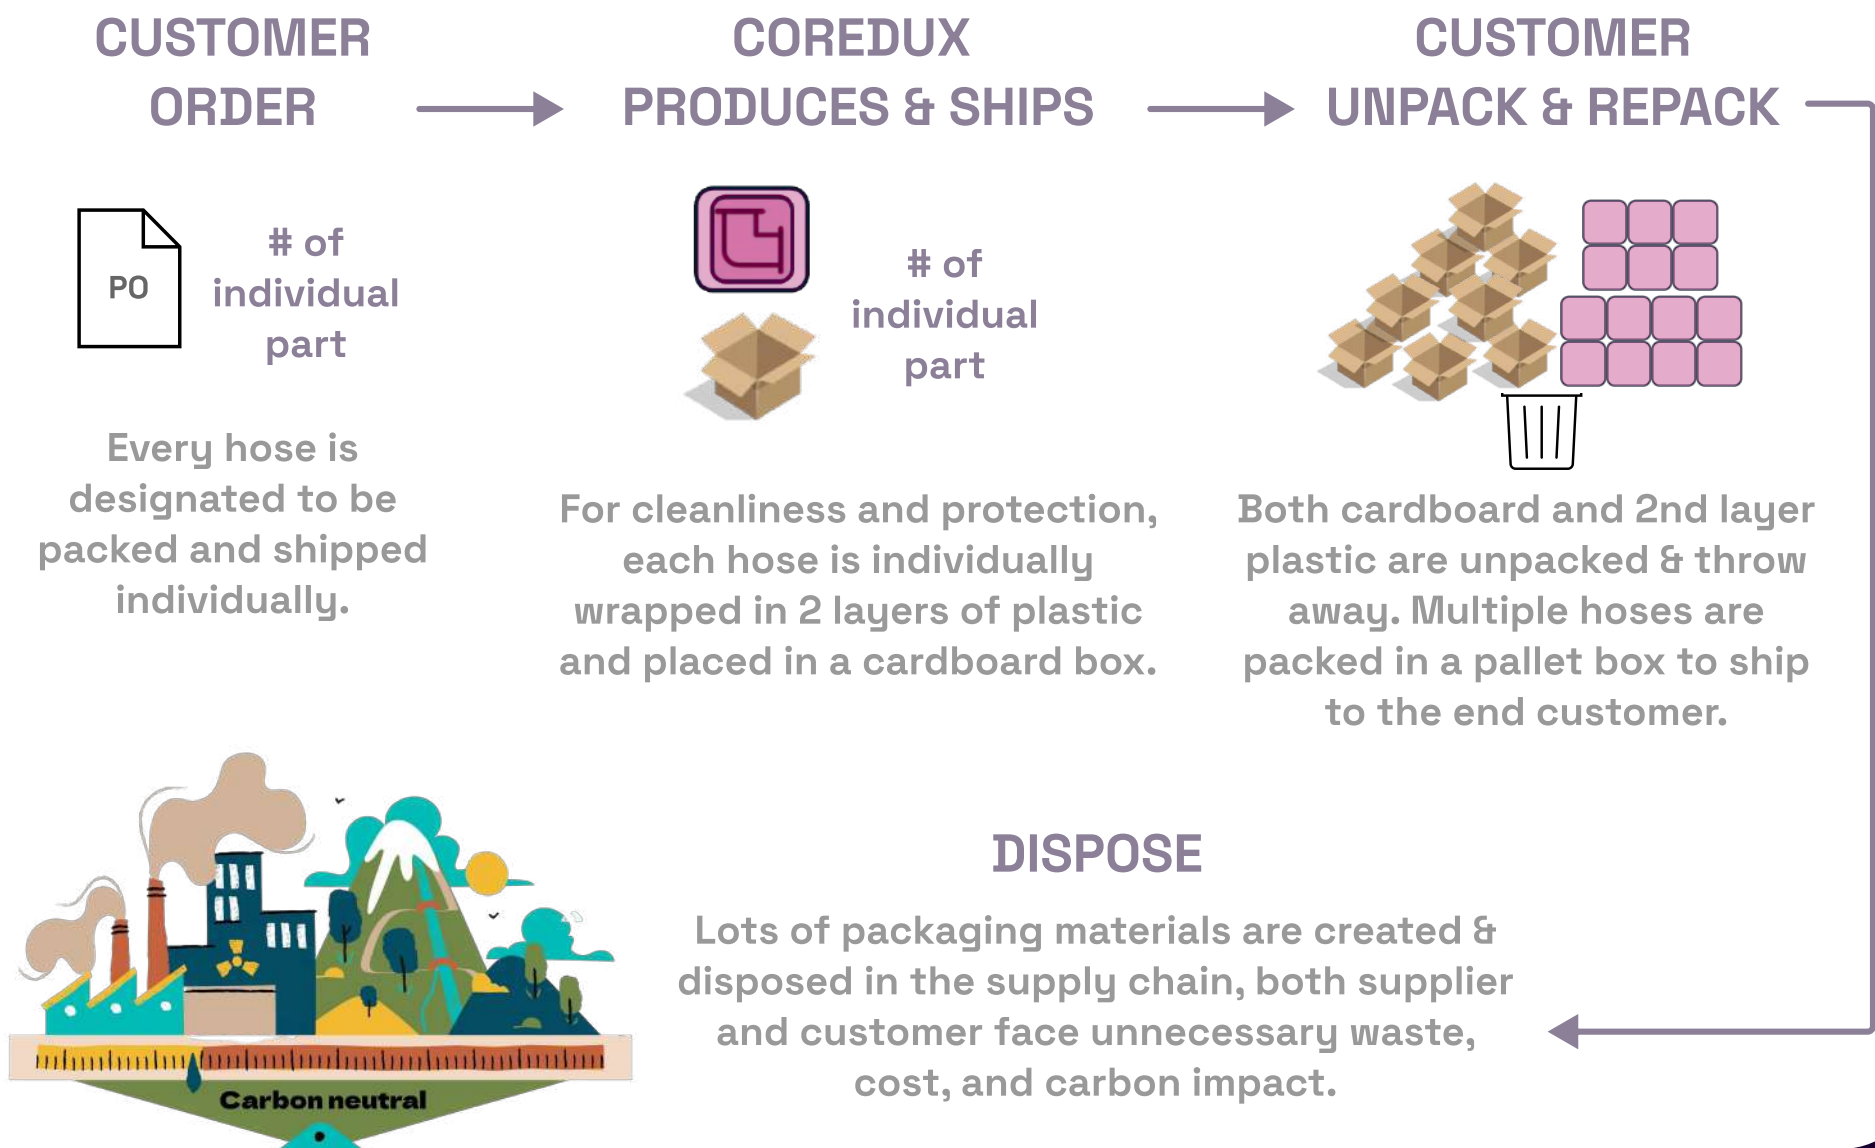 CUSTOMER
ORDER
PO
# of
individual
part
Every hose is
designated to be
packed and shipped
individually.
COREDUX
PRODUCES & SHIPS
# of
individual
part
For cleanliness and protection,
each hose is individually
wrapped in 2 layers of plastic
and placed in a cardboard box.
CUSTOMER
UNPACK & REPACK
Both cardboard and 2nd layer
plastic are unpacked & throw
away. Multiple hoses are
packed in a pallet box to ship
to the end customer.
DISPOSE
Lots of packaging materials are created &
disposed in the supply chain, both supplier
and customer face unnecessary waste,
cost, and carbon impact.
Carbon neutral